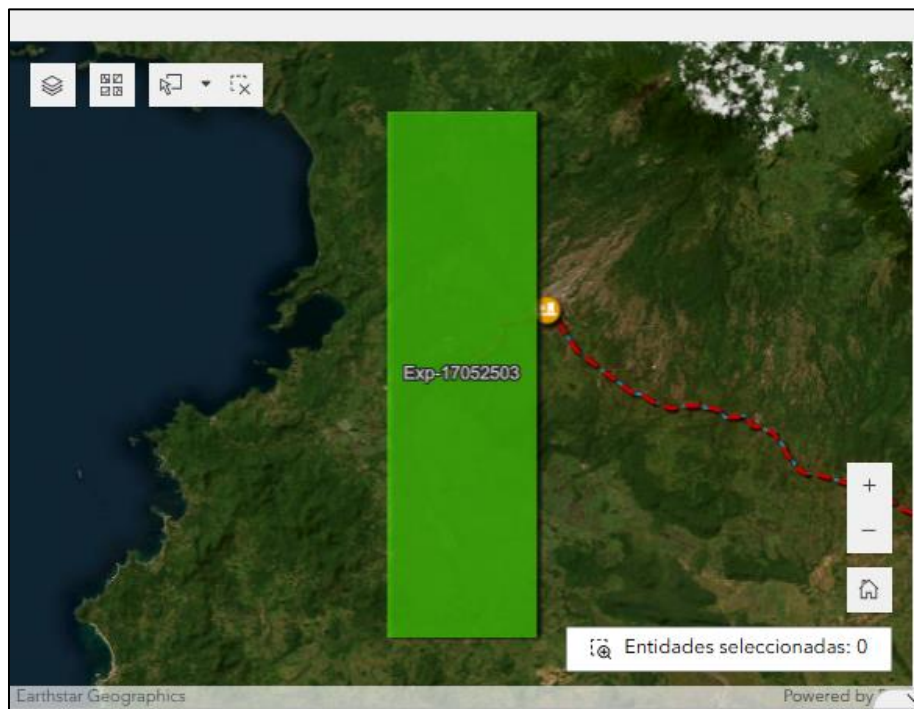 Exp-17052503
+
−
Entidades seleccionadas: 0
Earthstar Geographics
Powered by